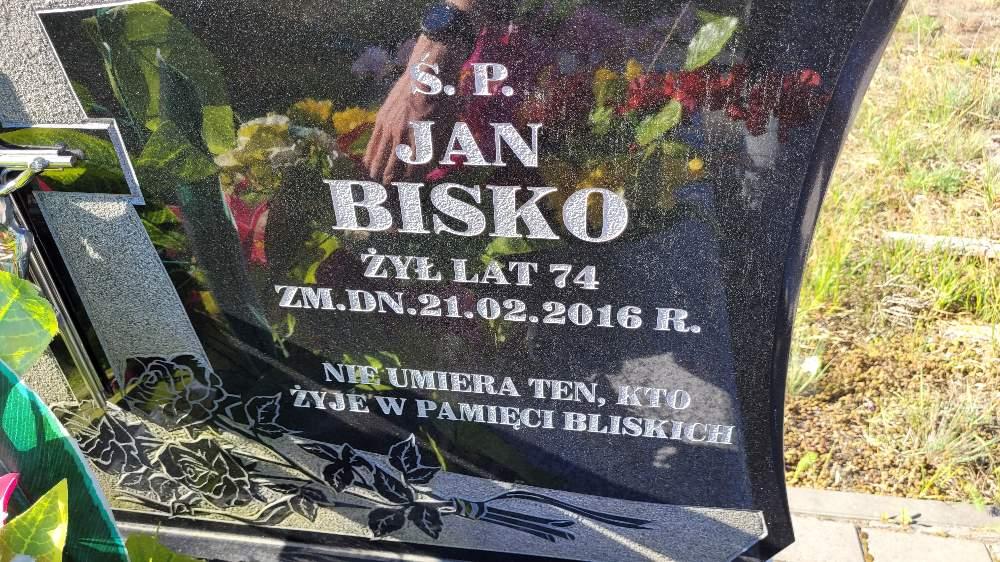 Ś. P.
JAN
BISKO
ŻYŁ LAT 74
ZM.DN.21.02.2016 R.
NIE UMIERA TEN, KTO
ŻYJE W PAMIĘCI BLISKICH